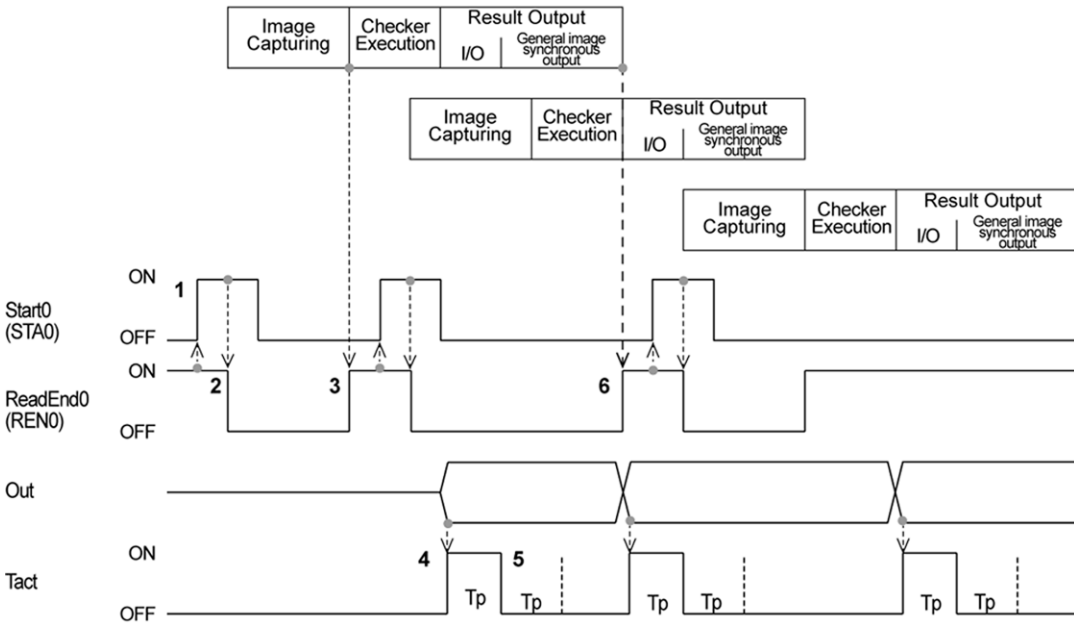 Image
Capturing
Checker
Execution
Result Output
I/O
General image
synchronous
output
Image
Capturing
Checker
Execution
Result Output
I/O
General image
synchronous
output
Image
Capturing
Checker
Execution
Result Output
I/O
General image
synchronous
output
Start0
(STA0)
ON
OFF
1
ReadEnd0
(REN0)
ON
OFF
2
3
6
Out
Tact
ON
OFF
4
5
Tp
Tp
Tp
Tp
Tp
Tp